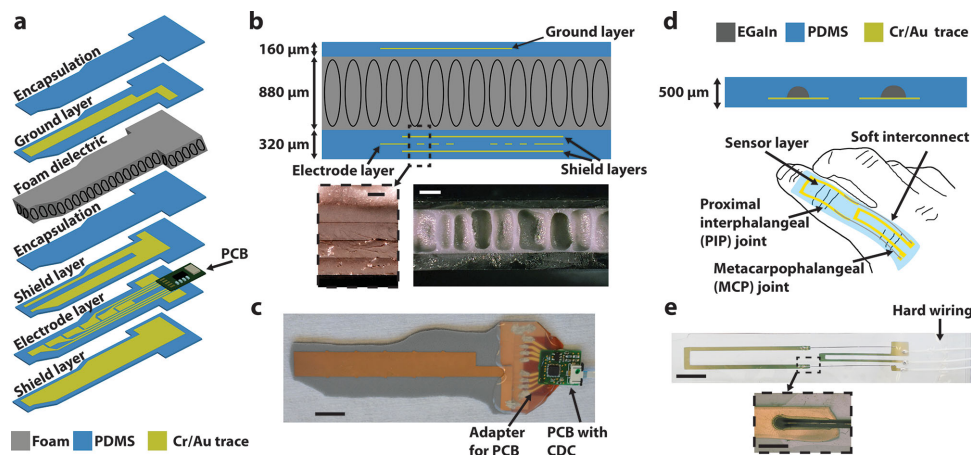 a
Encapsulation
Ground layer
Foam dielectric
Encapsulation
Shield layer
PCB
Electrode layer
Shield layer
Foam
PDMS
Cr/Au trace
b
160 μm
Ground layer
880 μm
320 μm
Electrode layer
Shield layers
c
Adapter
for PCB
PCB with
CDC
d
EGaIn
PDMS
Cr/Au trace
500 μm
Sensor layer
Soft interconnect
Proximal
interphalangeal
(PIP) joint
Metacarpophalangeal
(MCP) joint
e
Hard wiring